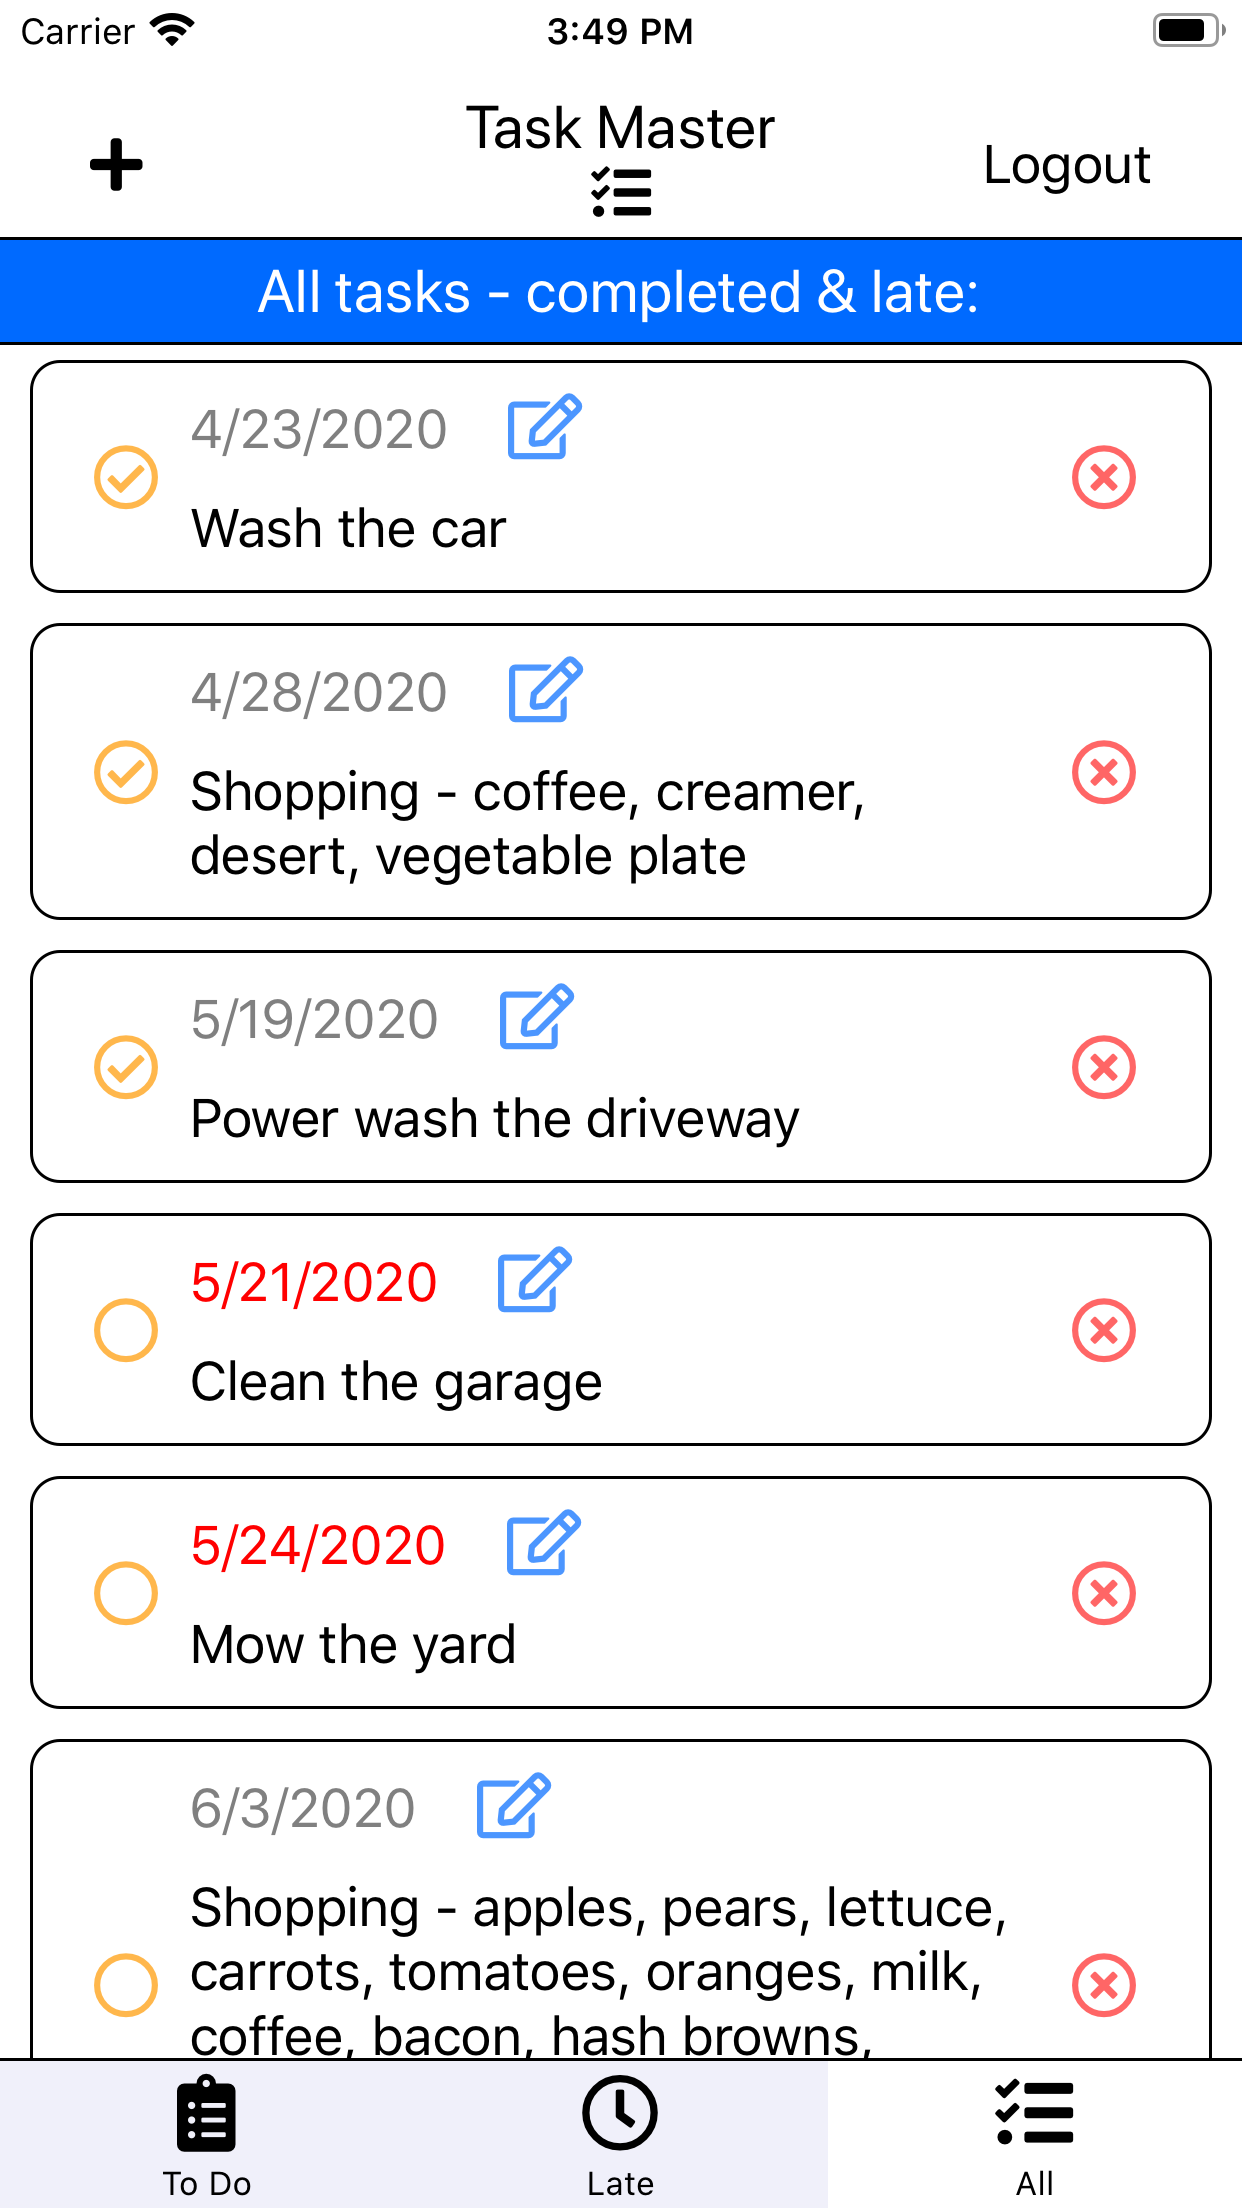 Carrier 3:49 PM
Task Master
Logout
All tasks - completed & late:
4/23/2020
Wash the car
4/28/2020
Shopping - coffee, creamer,
desert, vegetable plate
5/19/2020
Power wash the driveway
5/21/2020
Clean the garage
5/24/2020
Mow the yard
6/3/2020
Shopping - apples, pears, lettuce,
carrots, tomatoes, oranges, milk,
coffee, bacon, hash browns,
To Do Late All